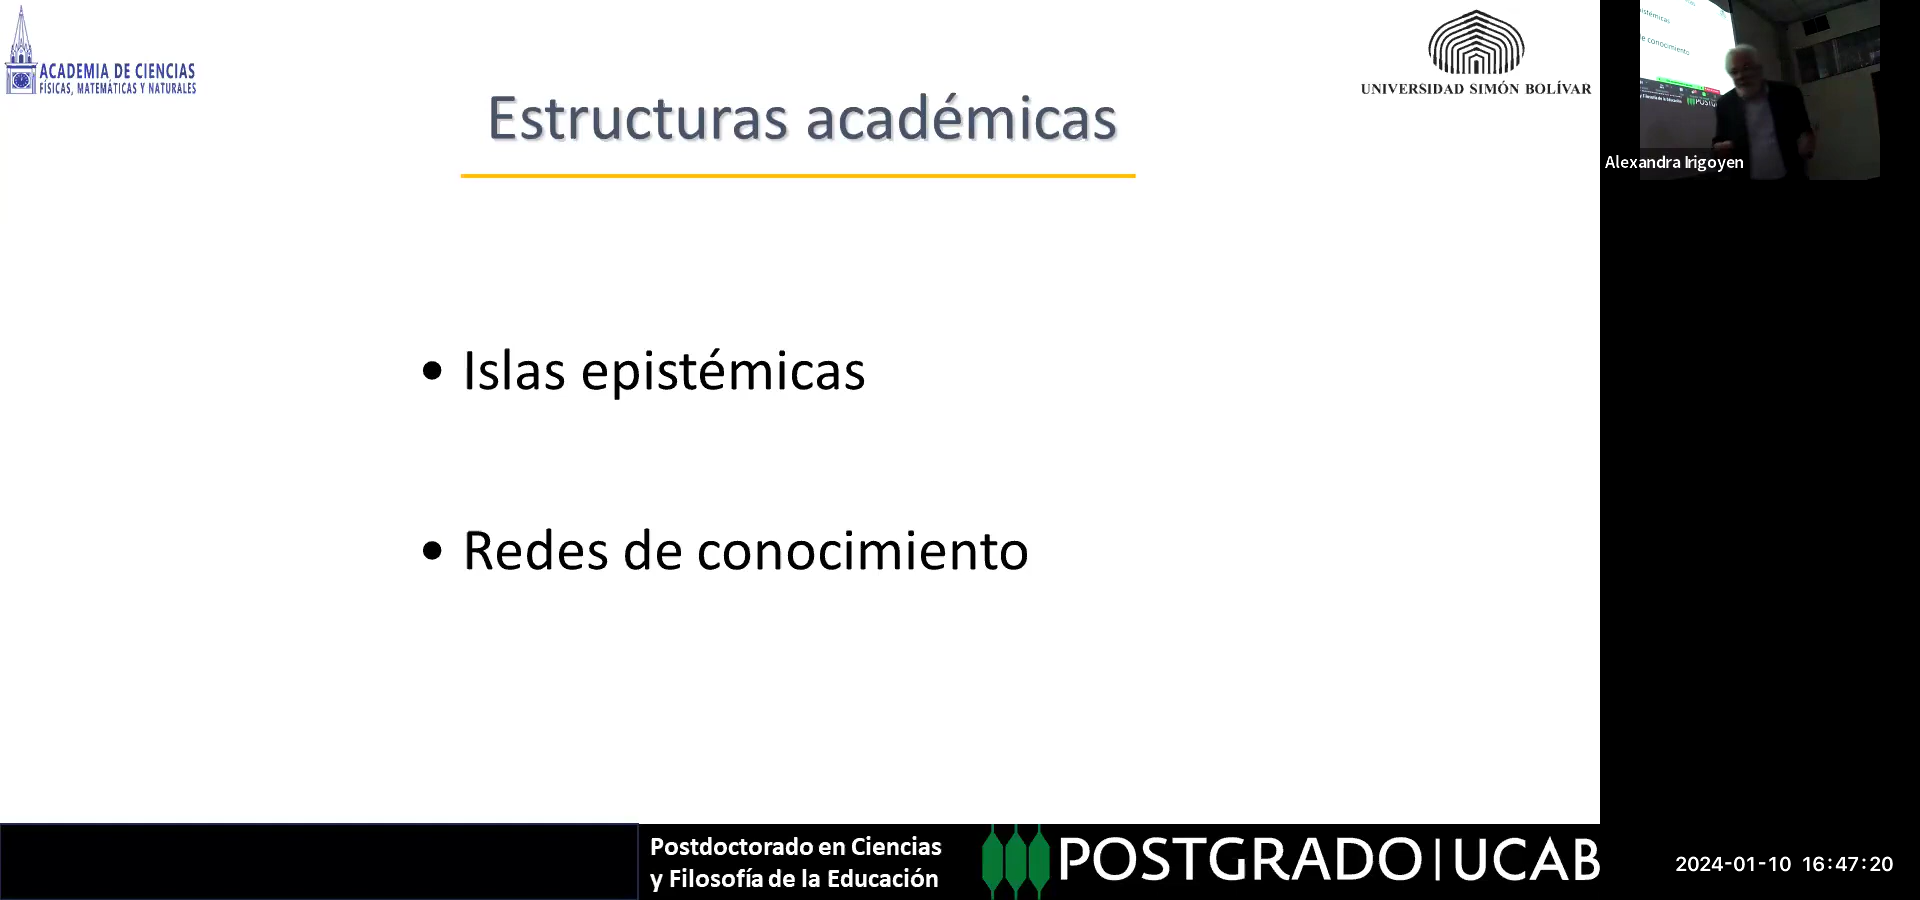 ACADEMIA DE CIENCIAS
FÍSICAS, MATEMÁTICAS Y NATURALES
UNIVERSIDAD SIMÓN BOLÍVAR
Estructuras académicas
Alexandra Irigoyen
• Islas epistémicas
• Redes de conocimiento
Postdoctorado en Ciencias
y Filosofía de la Educación
POSTGRADO | UCAB
2024-01-10 16:47:20